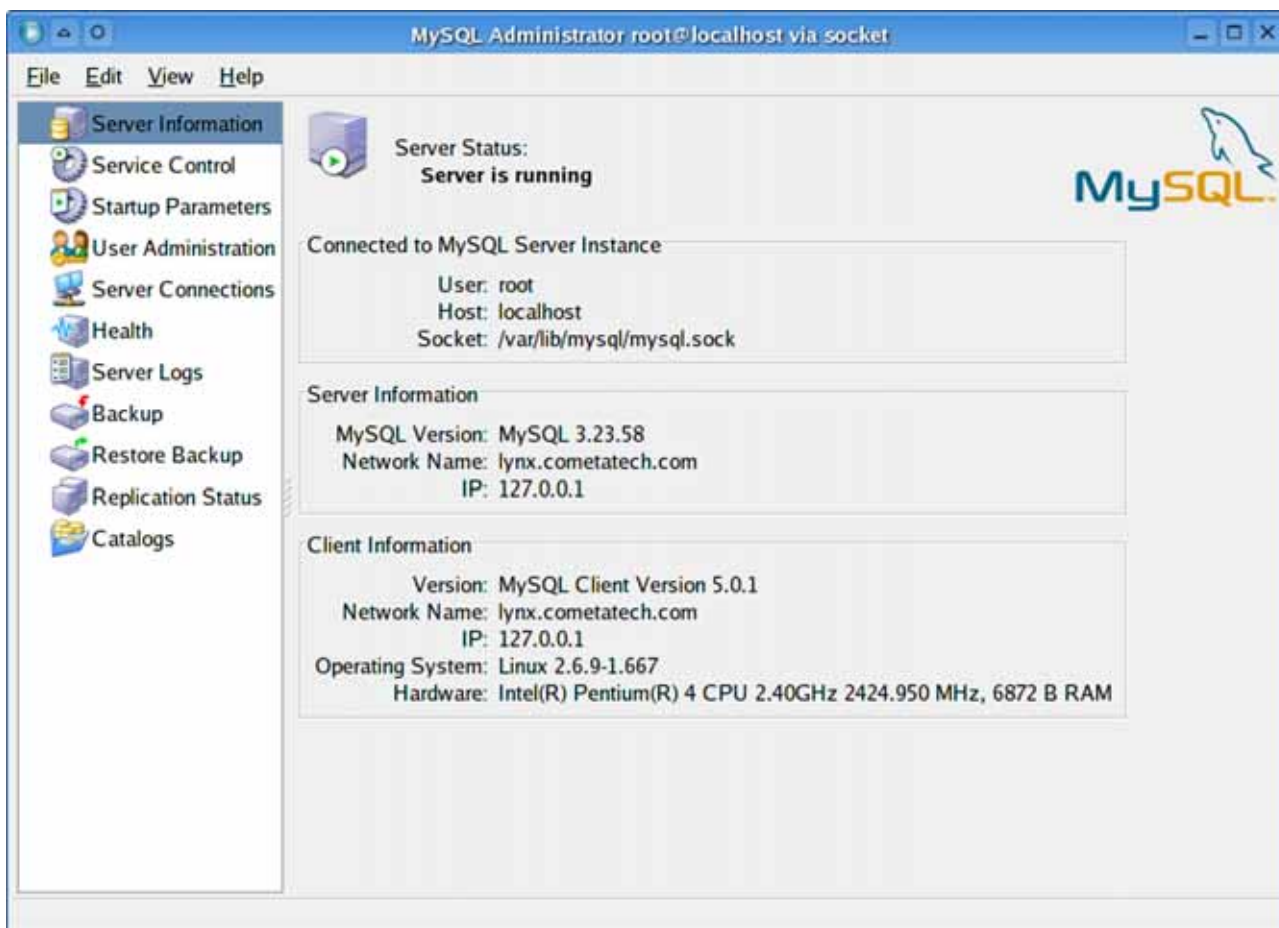 MySQL Administrator root@localhost via socket
File Edit View Help
Server Information
Service Control
Startup Parameters
User Administration
Server Connections
Health
Server Logs
Backup
Restore Backup
Replication Status
Catalogs
Server Status:
Server is running
MySQL
Connected to MySQL Server Instance
User: root
Host: localhost
Socket: /var/lib/mysql/mysql.sock
Server Information
MySQL Version: MySQL 3.23.58
Network Name: lynx.cometatech.com
IP: 127.0.0.1
Client Information
Version: MySQL Client Version 5.0.1
Network Name: lynx.cometatech.com
IP: 127.0.0.1
Operating System: Linux 2.6.9-1.667
Hardware: Intel(R) Pentium(R) 4 CPU 2.40GHz 2424.950 MHz, 6872 B RAM